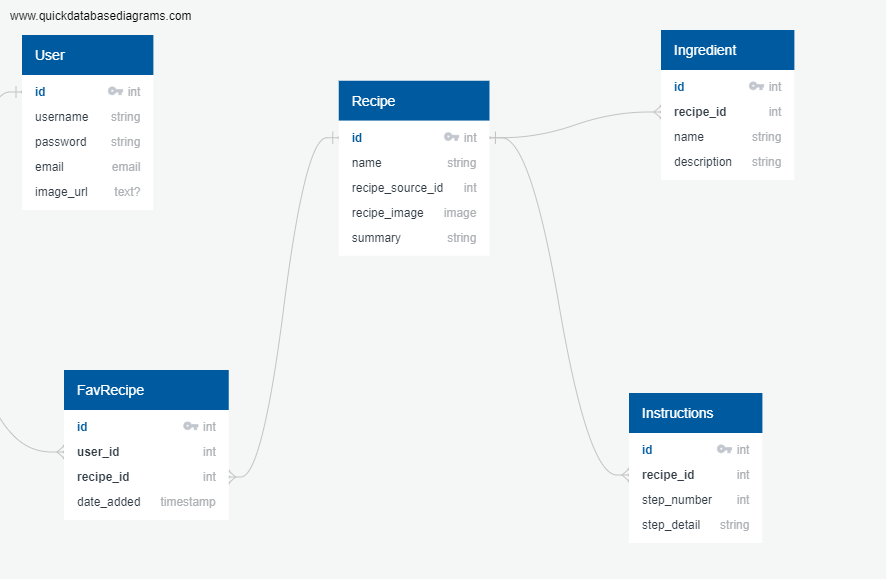 www.quickdatabasediagrams.com
User
id int
username string
password string
email email
image_url text?
Recipe
id int
name string
recipe_source_id int
recipe_image image
summary string
Ingredient
id int
recipe_id int
name string
description string
FavRecipe
id int
user_id int
recipe_id int
date_added timestamp
Instructions
id int
recipe_id int
step_number int
step_detail string